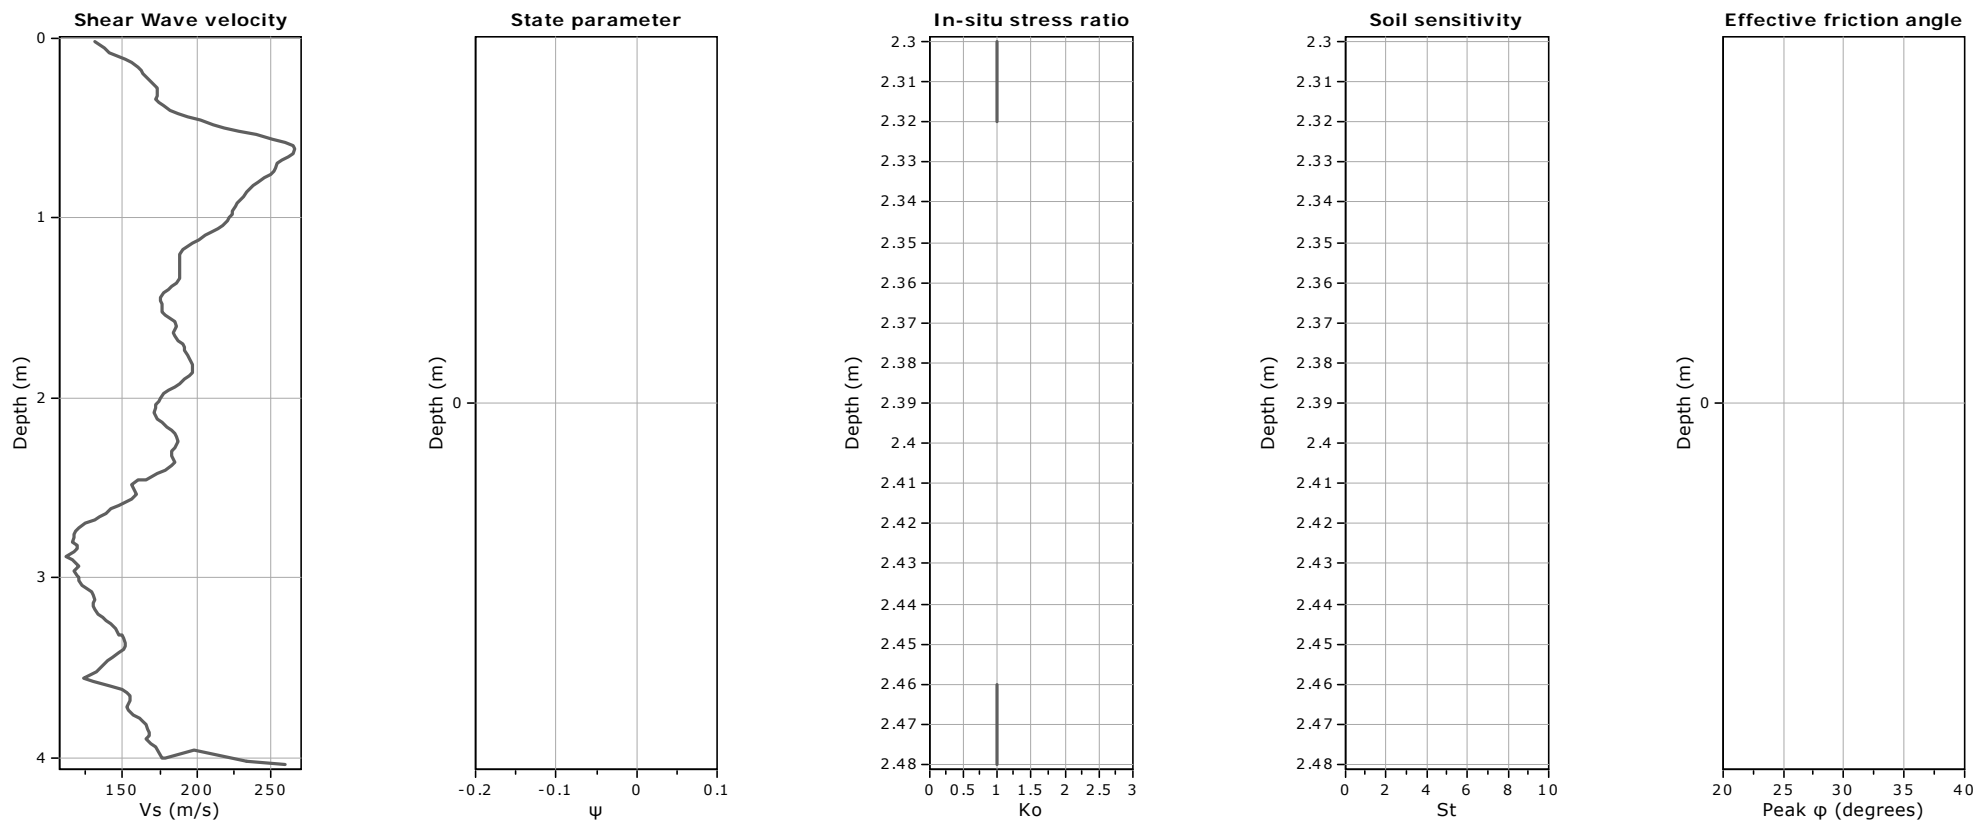 Shear Wave velocity
0
1
2
3
4
Depth (m)
150 200 250
Vs (m/s)
State parameter
0
Depth (m)
-0.2 -0.1 0 0.1
ψ
In-situ stress ratio
2.3
2.31
2.32
2.33
2.34
2.35
2.36
2.37
2.38
2.39
2.4
2.41
2.42
2.43
2.44
2.45
2.46
2.47
2.48
Depth (m)
0 0.5 1 1.5 2 2.5 3
Ko
Soil sensitivity
2.3
2.31
2.32
2.33
2.34
2.35
2.36
2.37
2.38
2.39
2.4
2.41
2.42
2.43
2.44
2.45
2.46
2.47
2.48
Depth (m)
0 2 4 6 8 10
St
Effective friction angle
0
Depth (m)
20 25 30 35 40
Peak φ (degrees)